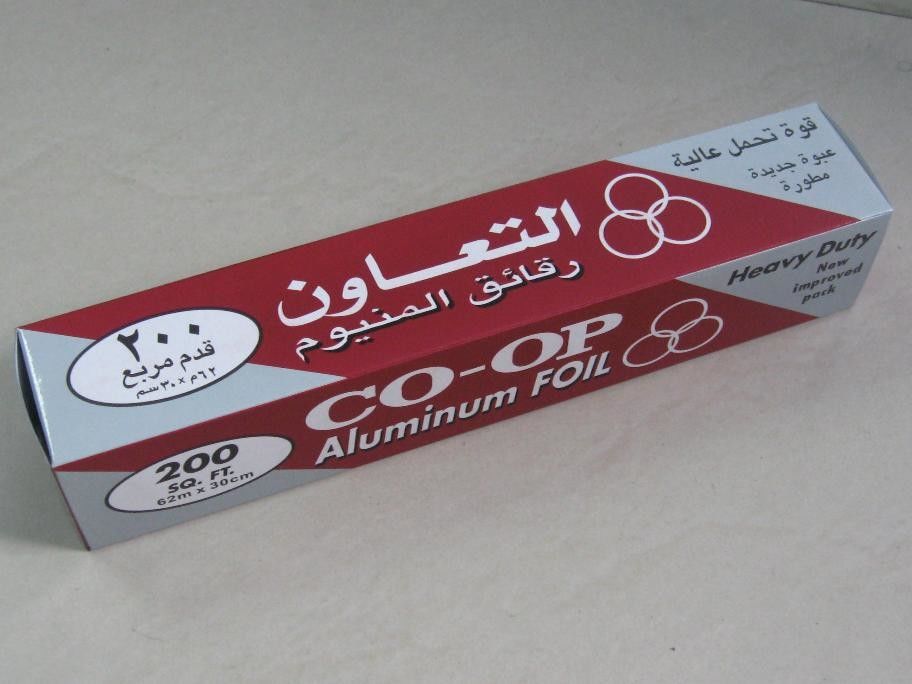 قوة تحمل عالية
عبوة جديدة
مطورة
التعاون
رقائق المنيوم
٢٠٠
قدم مربع
٦٢م × ٣٠سم
Heavy Duty
New
improved
pack
CO-OP
Aluminum FOIL
200
SQ. FT.
62m x 30cm